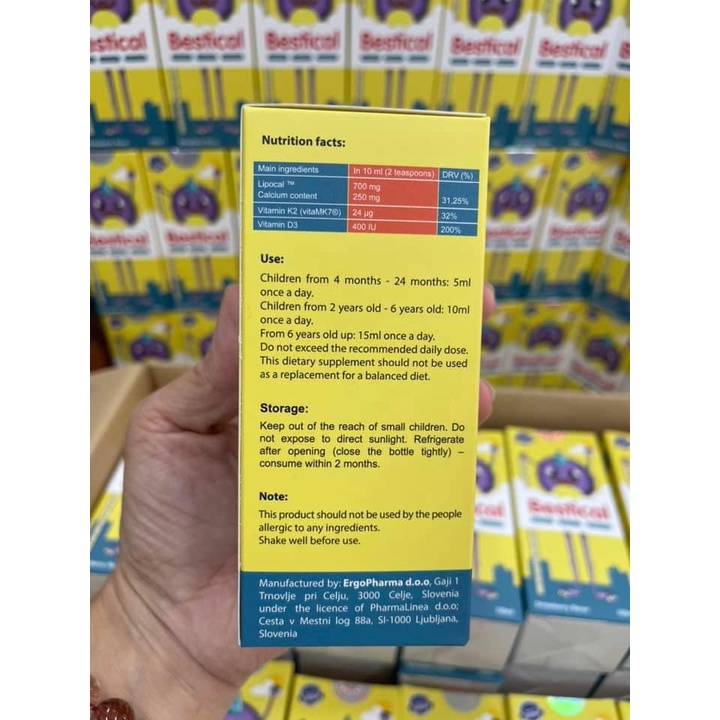 Bestical Bestical Bestical Bestical Bestical
Nutrition facts:
Main ingredients In 10 ml (2 teaspoons) DRV (%)
Lipocal ™ 700 mg
Calcium content 250 mg 31,25%
Vitamin K2 (vitaMK7®) 24 µg 32%
Vitamin D3 400 IU 200%
Use:
Children from 4 months - 24 months: 5ml
once a day.
Children from 2 years old - 6 years old: 10ml
once a day.
From 6 years old up: 15ml once a day.
Do not exceed the recommended daily dose.
This dietary supplement should not be used
as a replacement for a balanced diet.
Storage:
Keep out of the reach of small children. Do
not expose to direct sunlight. Refrigerate
after opening (close the bottle tightly) –
consume within 2 months.
Note:
This product should not be used by the people
allergic to any ingredients.
Shake well before use.
Manufactured by: ErgoPharma d.o.o, Gaji 1
Trnovlje pri Celju, 3000 Celje, Slovenia
under the licence of PharmaLinea d.o.o;
Cesta v Mestni log 88a, SI-1000 Ljubljana,
Slovenia
Bestical